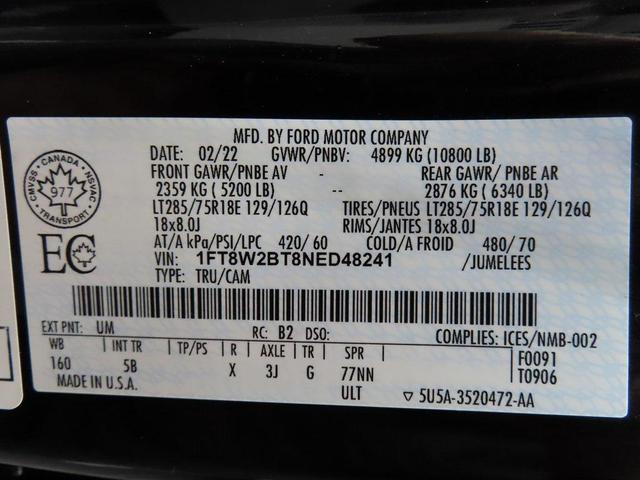 MFD. BY FORD MOTOR COMPANY
DATE: 02/22 GVWR/PNBV: 4899 KG (10800 LB)
FRONT GAWR/PNBE AV - REAR GAWR/ PNBE AR
2359 KG ( 5200 LB) -- 2876 KG ( 6340 LB)
LT285/75R18E 129/126Q TIRES/PNEUS LT285/75R18E 129/126Q
18x8.0J RIMS/JANTES 18x8.0J
AT/A kPa/PSI/LPC 420/ 60 COLD/A FROID 480/ 70
VIN: 1FT8W2BT8NED48241 /JUMELEES
TYPE: TRU/CAM
CMVSS · CANADA · NSVAC
977
TRANSPORT
EC
EXT PNT: UM RC: B2 DSO: COMPLIES: ICES/NMB-002
WB INT TR TP/PS R AXLE TR SPR F0091
160 5B X 3J G 77NN T0906
MADE IN U.S.A. ULT ▽ 5U5A-3520472-AA